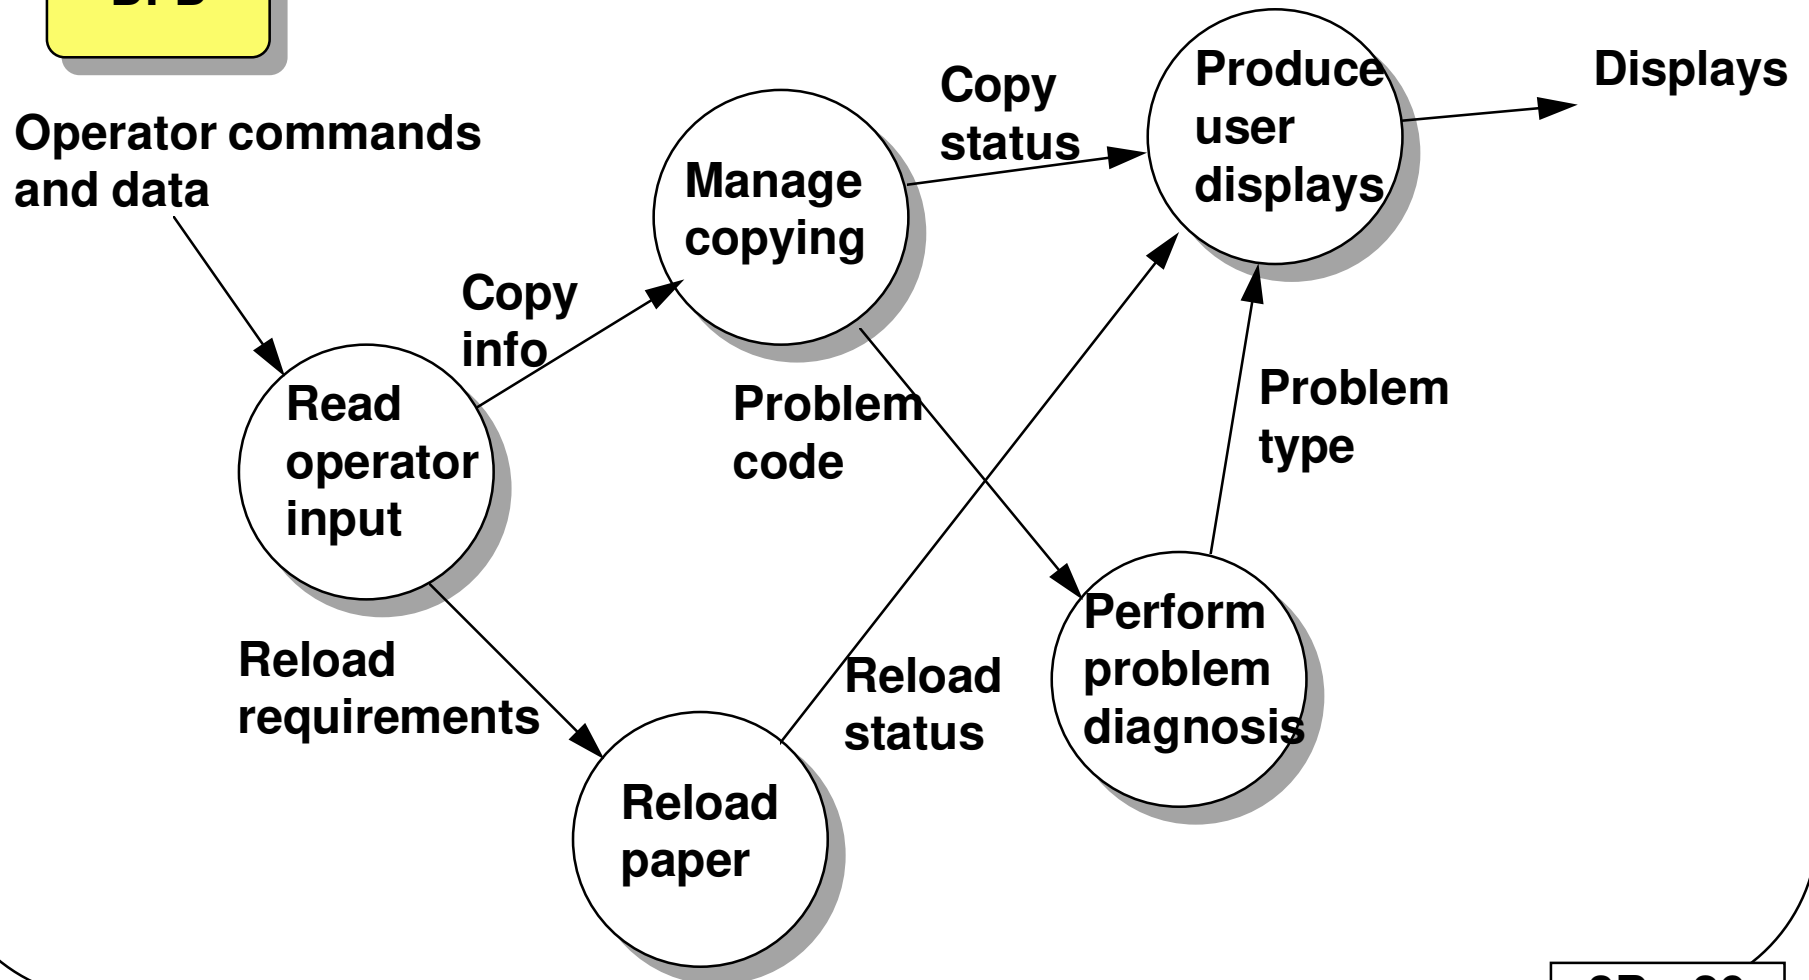 Operator commands
and data
Copy
status
Produce
user
displays
Displays
Manage
copying
Copy
info
Read
operator
input
Problem
code
Problem
type
Reload
requirements
Reload
status
Perform
problem
diagnosis
Reload
paper